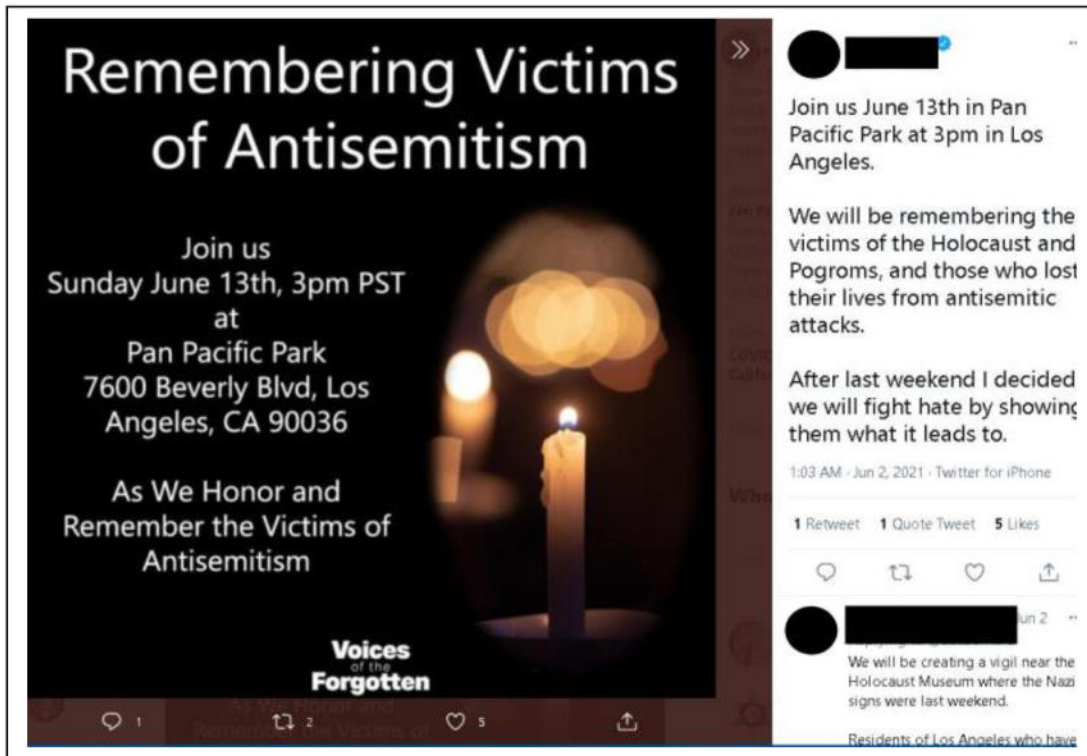 Remembering Victims
of Antisemitism
Join us
Sunday June 13th, 3pm PST
at
Pan Pacific Park
7600 Beverly Blvd, Los
Angeles, CA 90036
As We Honor and
Remember the Victims of
Antisemitism
Voices
of the
Forgotten
1
2
5
Join us June 13th in Pan
Pacific Park at 3pm in Los
Angeles.
We will be remembering the
victims of the Holocaust and
Pogroms, and those who lost
their lives from antisemitic
attacks.
After last weekend I decided
we will fight hate by showing
them what it leads to.
1:03 AM · Jun 2, 2021 · Twitter for iPhone
1 Retweet 1 Quote Tweet 5 Likes
Jun 2
We will be creating a vigil near the
Holocaust Museum where the Nazi
signs were last weekend.
Residents of Los Angeles who have